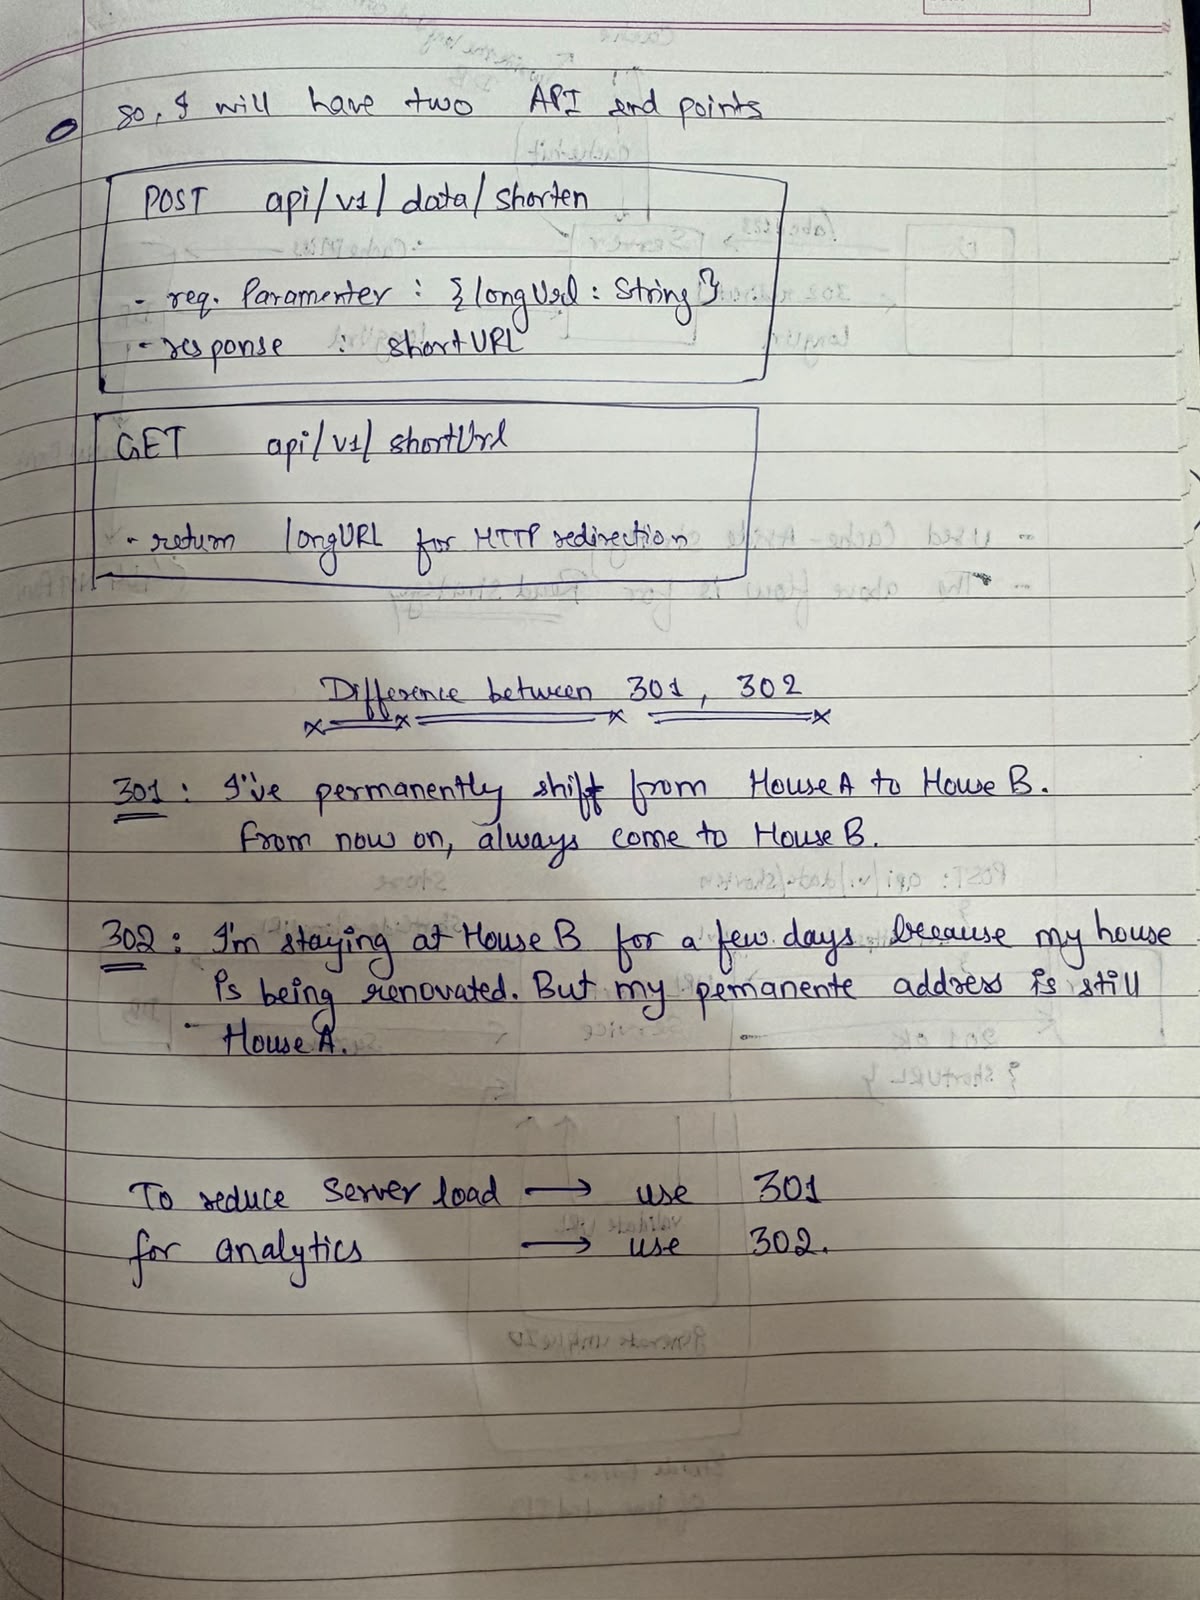 so, I will have two API end points
POST api/v1/data/shorten
- req. Paramenter : {longUrl : String}
- response : shortURL
GET api/v1/shortUrl
- return longURL for HTTP redirection
Difference between 301, 302
301 : I've permanently shift from House A to House B.
From now on, always come to House B.
302 : I'm staying at House B for a few days because my house
is being renovated. But my pemanente address is still
House A.
To reduce Server load → use 301
for analytics → use 302.